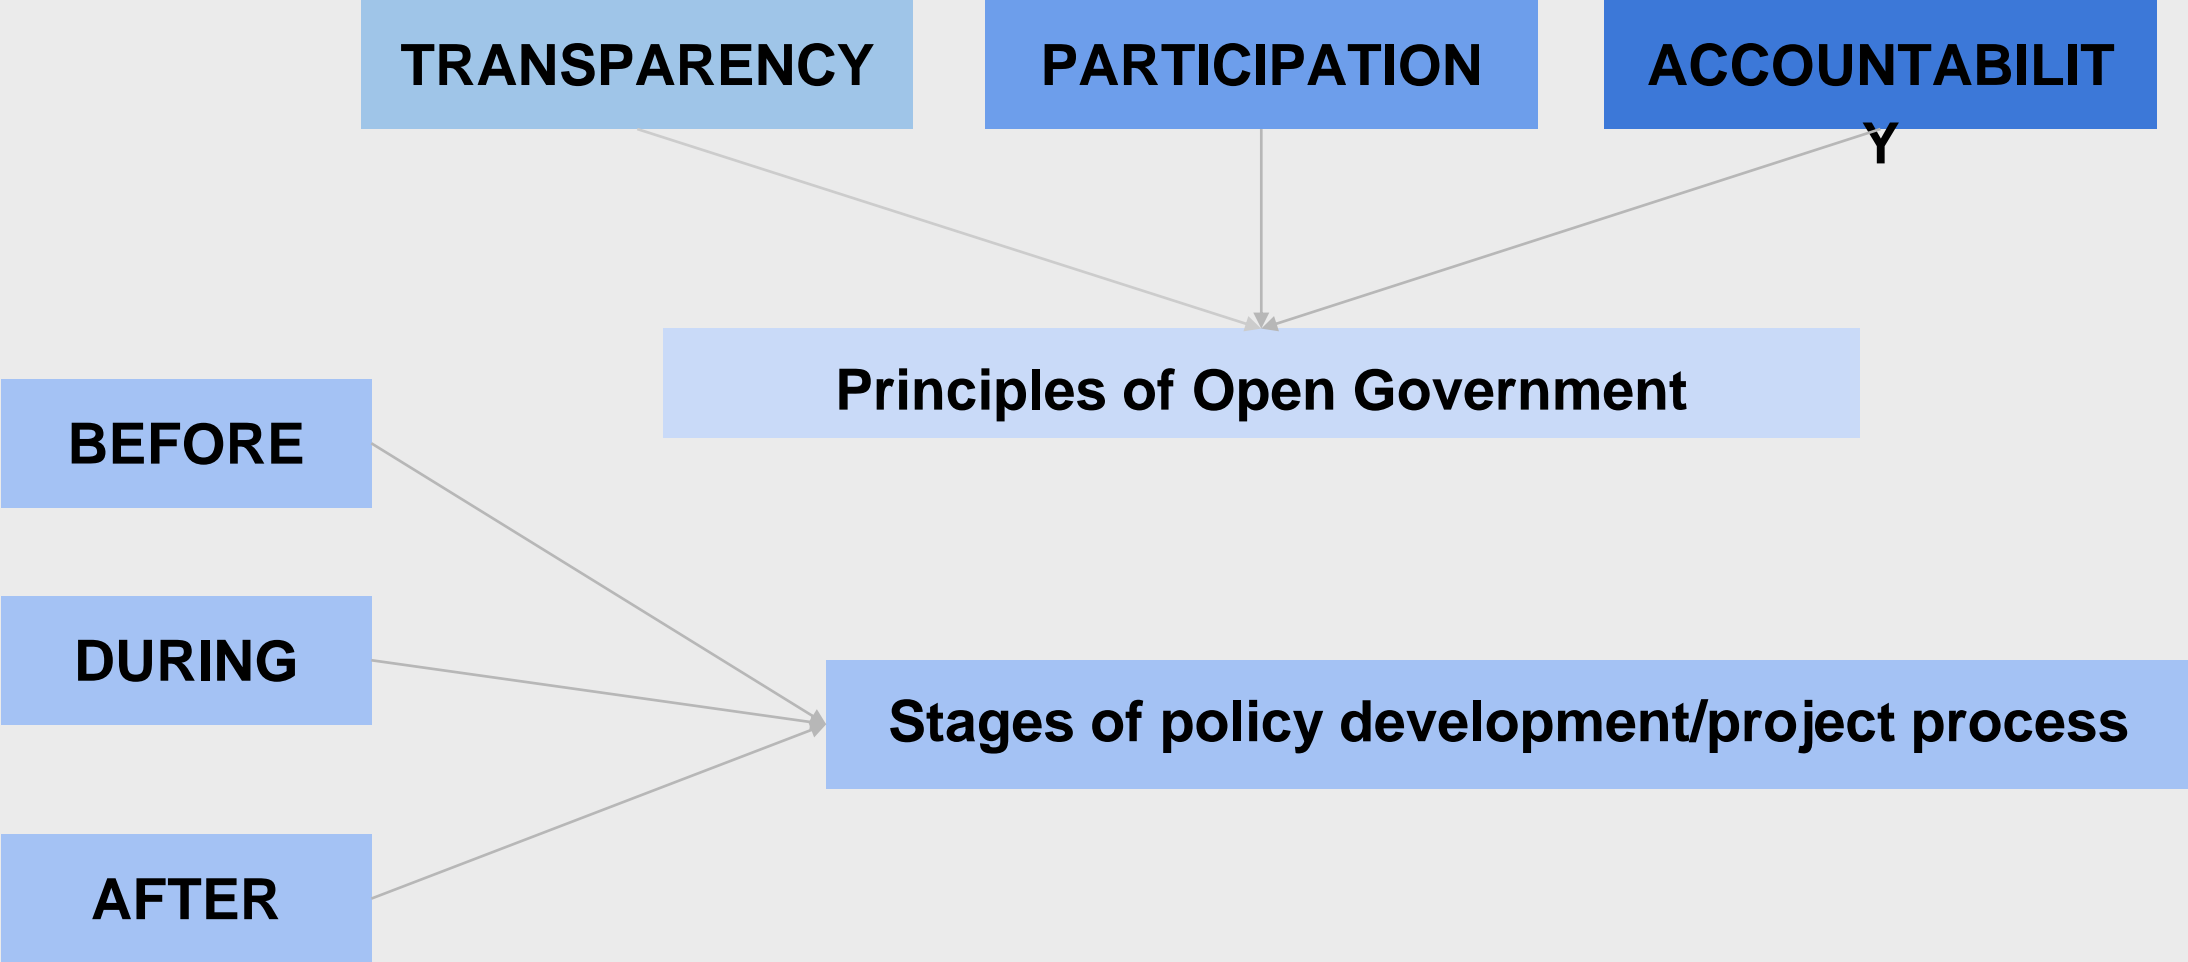 TRANSPARENCY
PARTICIPATION
ACCOUNTABILIT
Y
Principles of Open Government
BEFORE
DURING
Stages of policy development/project process
AFTER